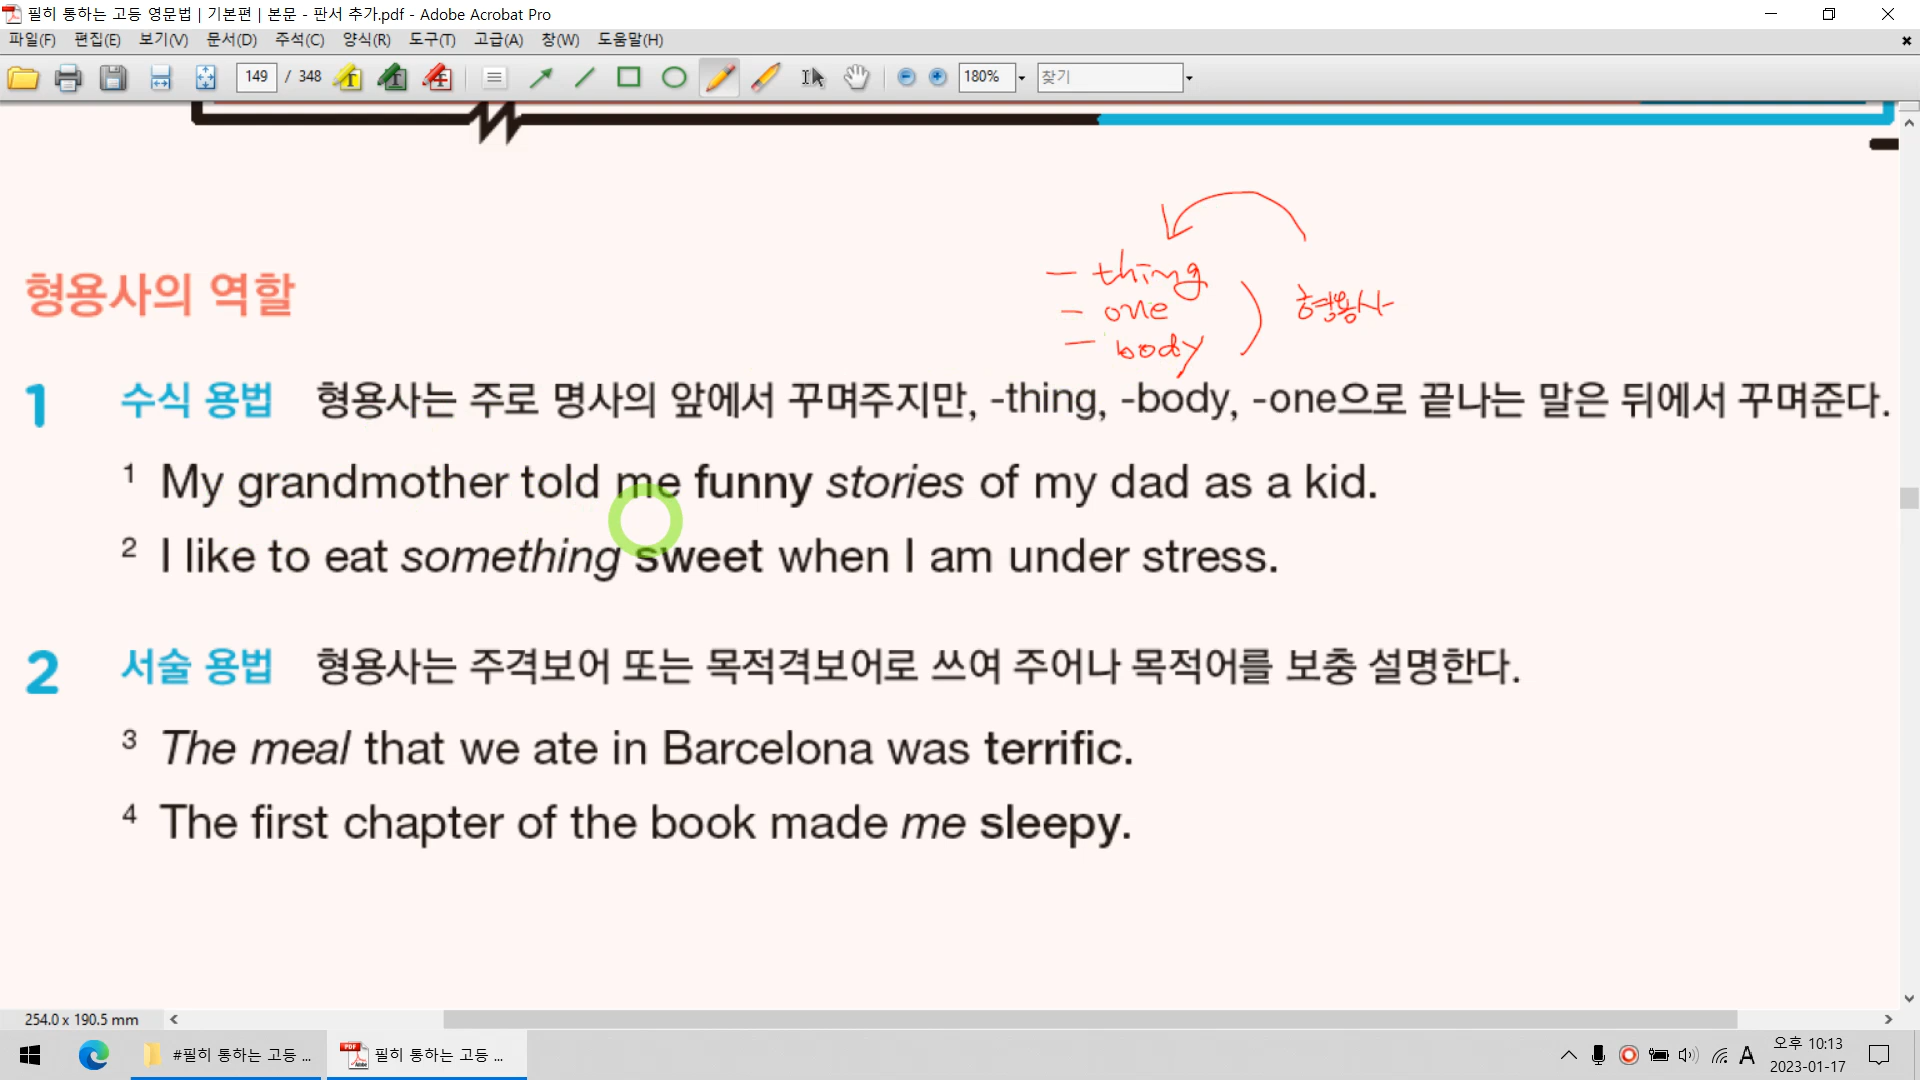 필히 통하는 고등 영문법 | 기본편 | 본문 - 판서 추가.pdf - Adobe Acrobat Pro
파일(F) 편집(E) 보기(V) 문서(D) 주석(C) 양식(R) 도구(T) 고급(A) 창(W) 도움말(H)
149 / 348 180% 찾기
- thing
- one
- body
형용사
형용사의 역할
1 수식 용법 형용사는 주로 명사의 앞에서 꾸며주지만, -thing, -body, -one으로 끝나는 말은 뒤에서 꾸며준다.
1 My grandmother told me funny stories of my dad as a kid.
2 I like to eat something sweet when I am under stress.
2 서술 용법 형용사는 주격보어 또는 목적격보어로 쓰여 주어나 목적어를 보충 설명한다.
3 The meal that we ate in Barcelona was terrific.
4 The first chapter of the book made me sleepy.
254.0 x 190.5 mm
#필히 통하는 고등 ... 필히 통하는 고등 ... A 오후 10:13
2023-01-17